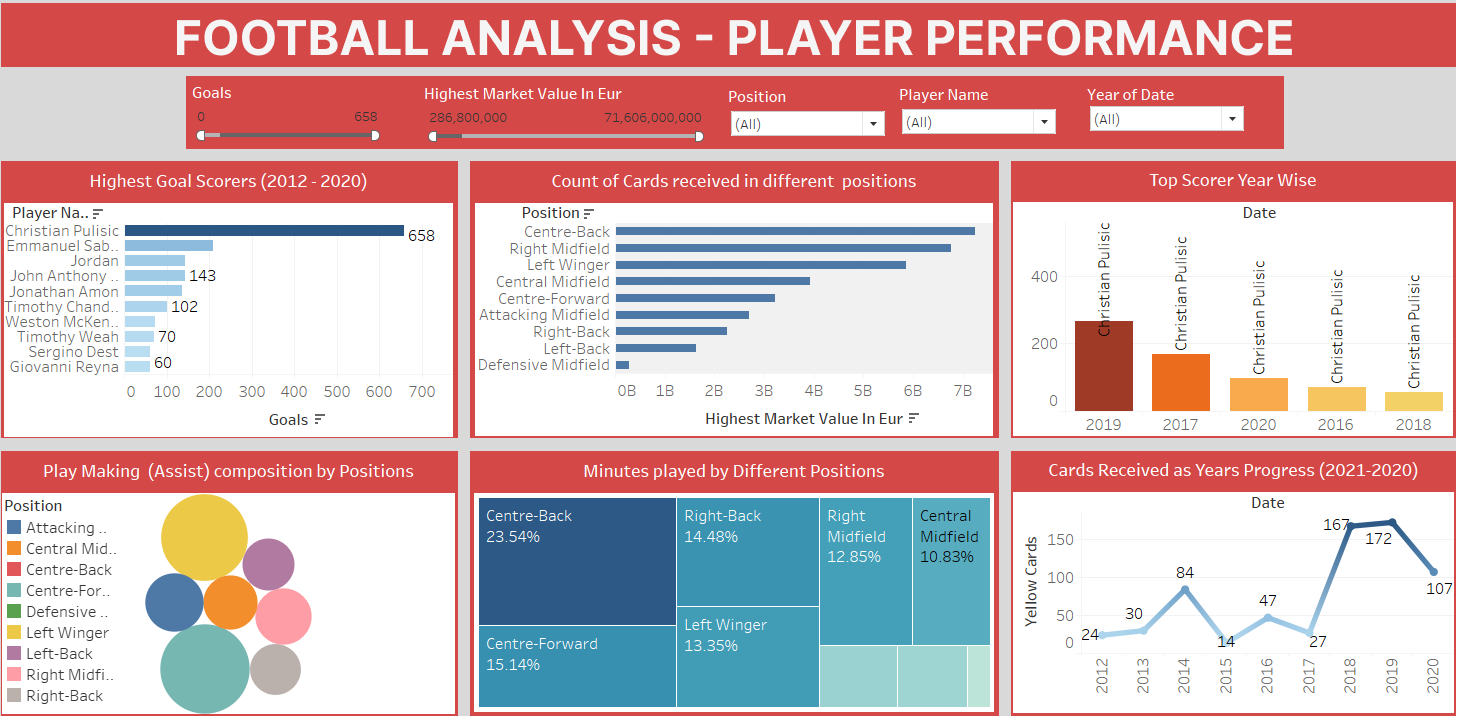 FOOTBALL ANALYSIS - PLAYER PERFORMANCE
Goals
0
658
Highest Market Value In Eur
286,800,000
71,606,000,000
Position
(All)
Player Name
(All)
Year of Date
(All)
Highest Goal Scorers (2012 - 2020)
Player Na..
Christian Pulisic
658
Emmanuel Sab..
Jordan
John Anthony ..
143
Jonathan Amon
Timothy Chand..
102
Weston McKen..
Timothy Weah
70
Sergino Dest
Giovanni Reyna
60
0 100 200 300 400 500 600 700
Goals
Count of Cards received in different positions
Position
Centre-Back
Right Midfield
Left Winger
Central Midfield
Centre-Forward
Attacking Midfield
Right-Back
Left-Back
Defensive Midfield
0B 1B 2B 3B 4B 5B 6B 7B
Highest Market Value In Eur
Top Scorer Year Wise
Date
400
200
0
Christian Pulisic
Christian Pulisic
Christian Pulisic
Christian Pulisic
Christian Pulisic
2019 2017 2020 2016 2018
Play Making (Assist) composition by Positions
Position
Attacking ..
Central Mid..
Centre-Back
Centre-For..
Defensive ..
Left Winger
Left-Back
Right Midfi..
Right-Back
Minutes played by Different Positions
Centre-Back
23.54%
Centre-Forward
15.14%
Right-Back
14.48%
Left Winger
13.35%
Right
Midfield
12.85%
Central
Midfield
10.83%
Cards Received as Years Progress (2021-2020)
Date
Yellow Cards
150
100
50
0
24
30
84
14
47
27
167
172
107
2012 2013 2014 2015 2016 2017 2018 2019 2020